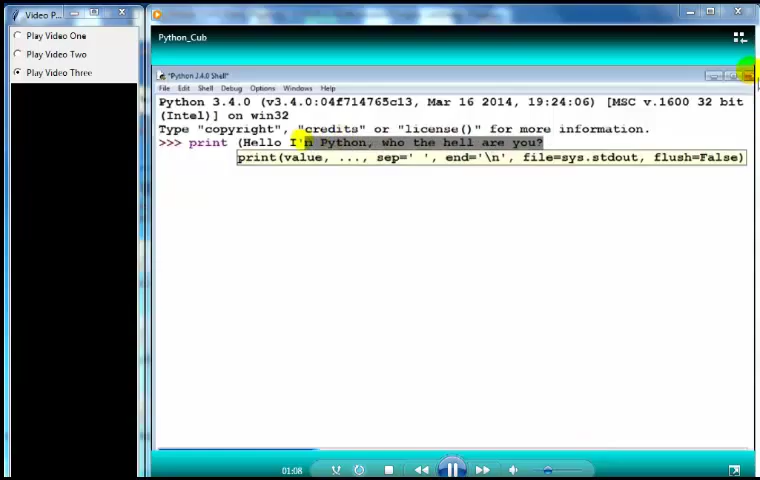 Video P...
Play Video One
Play Video Two
Play Video Three
Python_Cub
*Python 3.4.0 Shell*
File Edit Shell Debug Options Windows Help
Python 3.4.0 (v3.4.0:04f714765c13, Mar 16 2014, 19:24:06) [MSC v.1600 32 bit
(Intel)] on win32
Type "copyright", "credits" or "license()" for more information.
>>> print (Hello I'n Python, who the hell are you?
print(value, ..., sep=' ', end='\n', file=sys.stdout, flush=False)
01:08